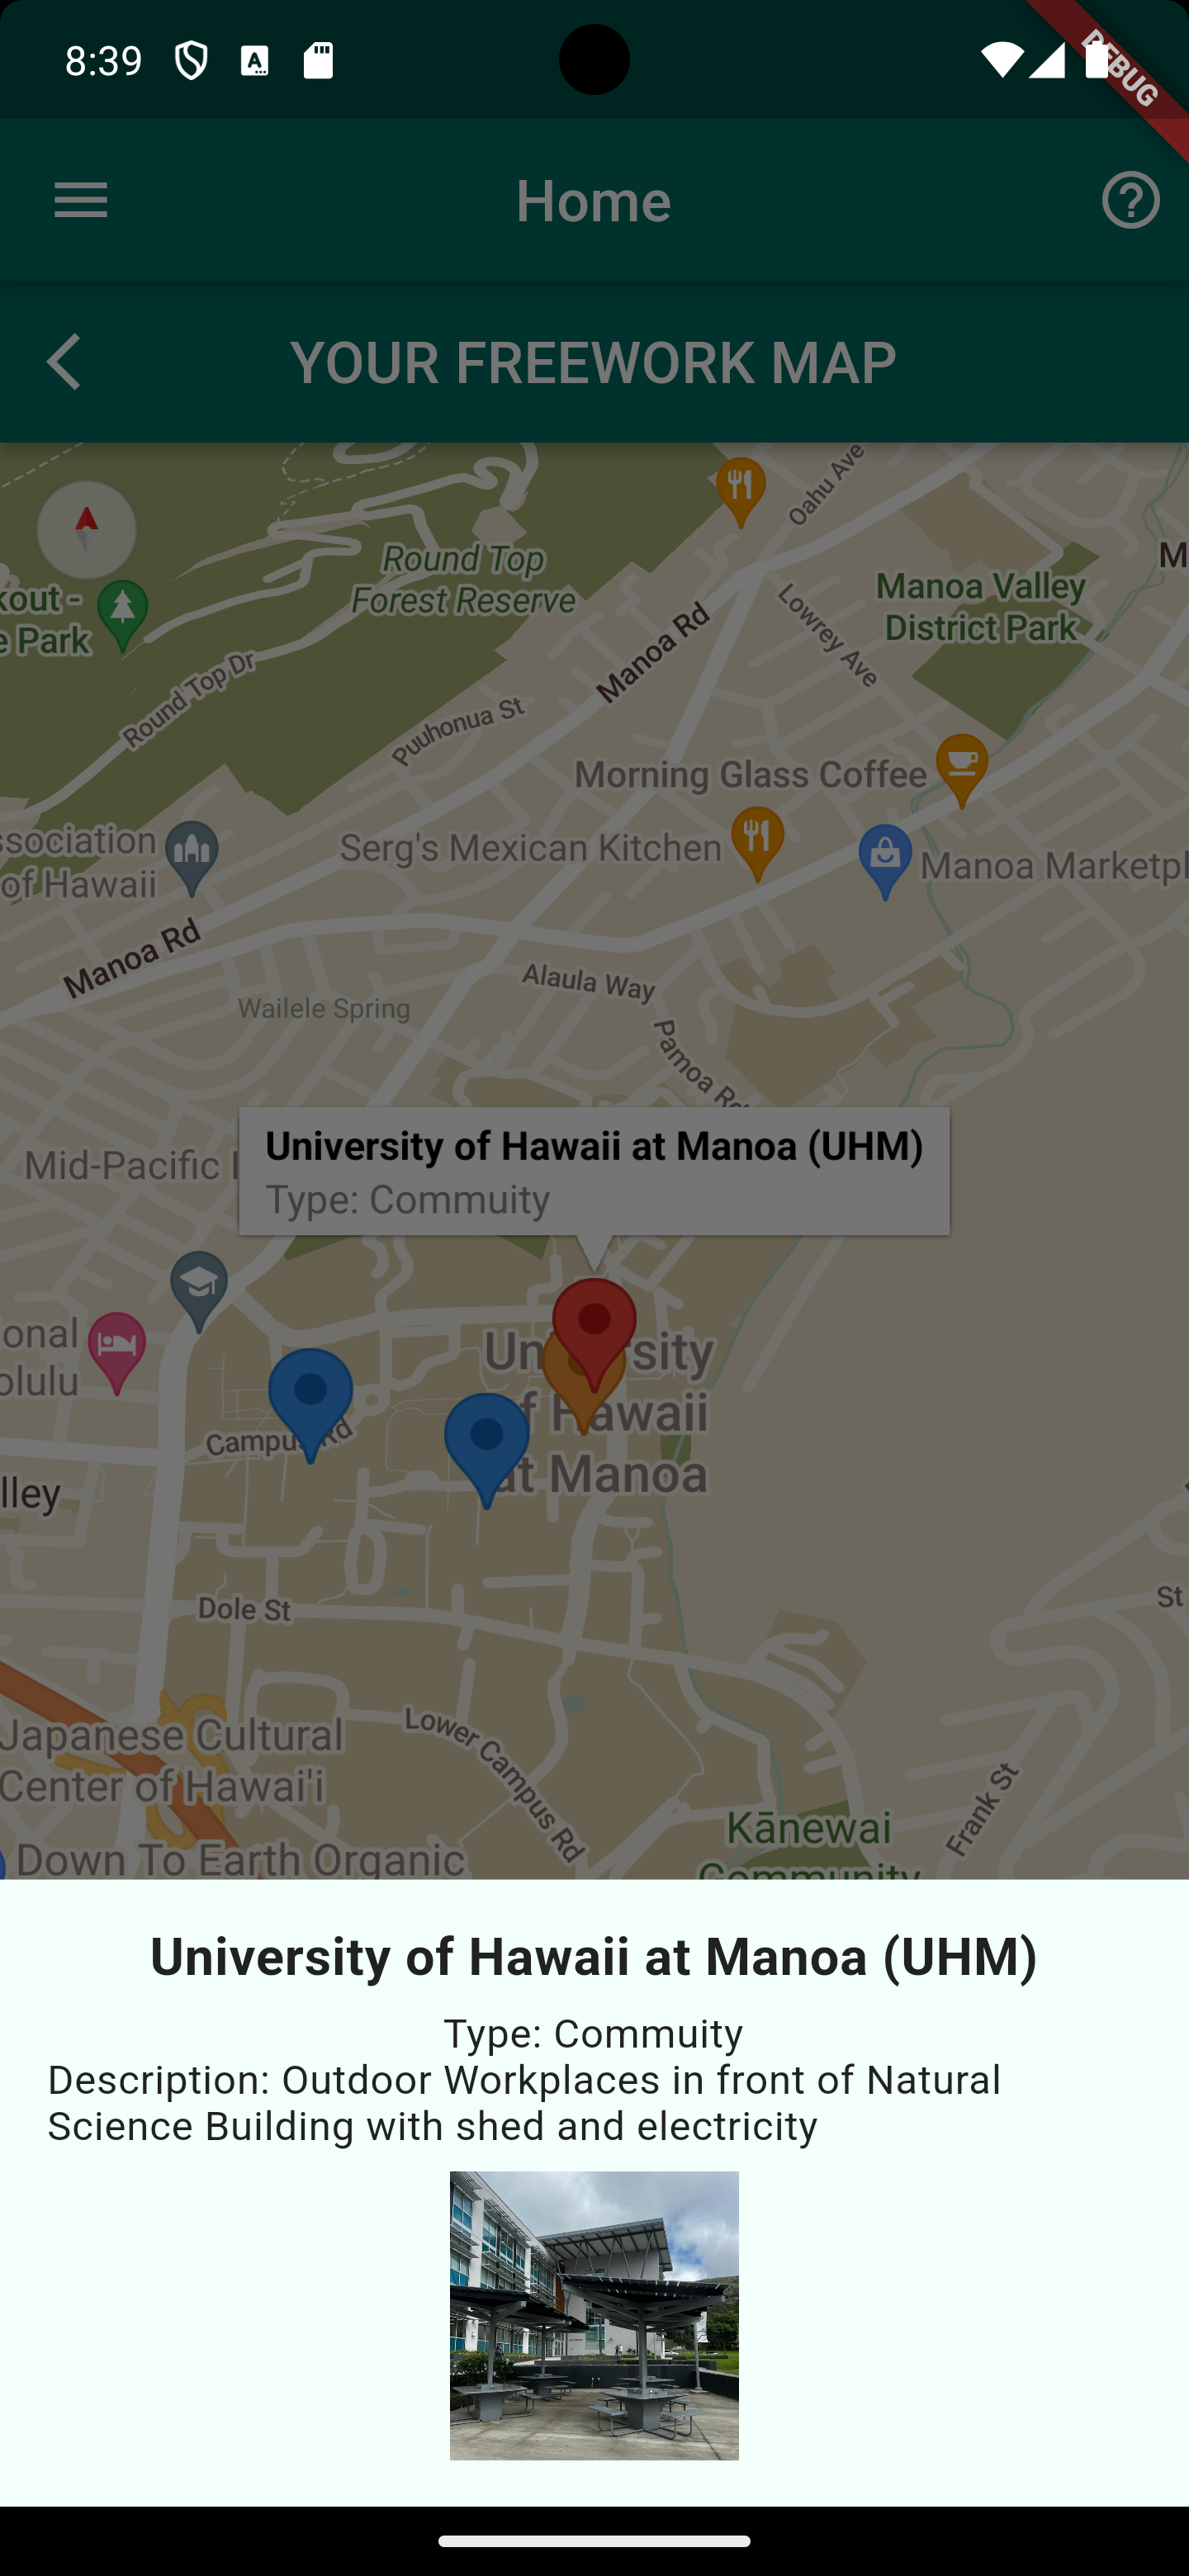 8:39
DEBUG
Home
YOUR FREEWORK MAP
Oahu Ave
Round Top
Forest Reserve
Manoa Valley
District Park
M
kout -
e Park
Manoa Rd
Lowrey Ave
Round Top Dr
Puuhonua St
Morning Glass Coffee
Serg's Mexican Kitchen
Manoa Marketpl
ssociation
of Hawaii
Manoa Rd
Alaula Way
Wailele Spring
Pamoa Rd
University of Hawaii at Manoa (UHM)
Type: Commuity
Mid-Pacific I
onal
olulu
Un rsity
f Hawaii
at Manoa
Campus Rd
lley
Dole St
St
Japanese Cultural
Center of Hawai'i
Lower Campus Rd
Frank St
Kānewai
Community
Down To Earth Organic
University of Hawaii at Manoa (UHM)
Type: Commuity
Description: Outdoor Workplaces in front of Natural
Science Building with shed and electricity